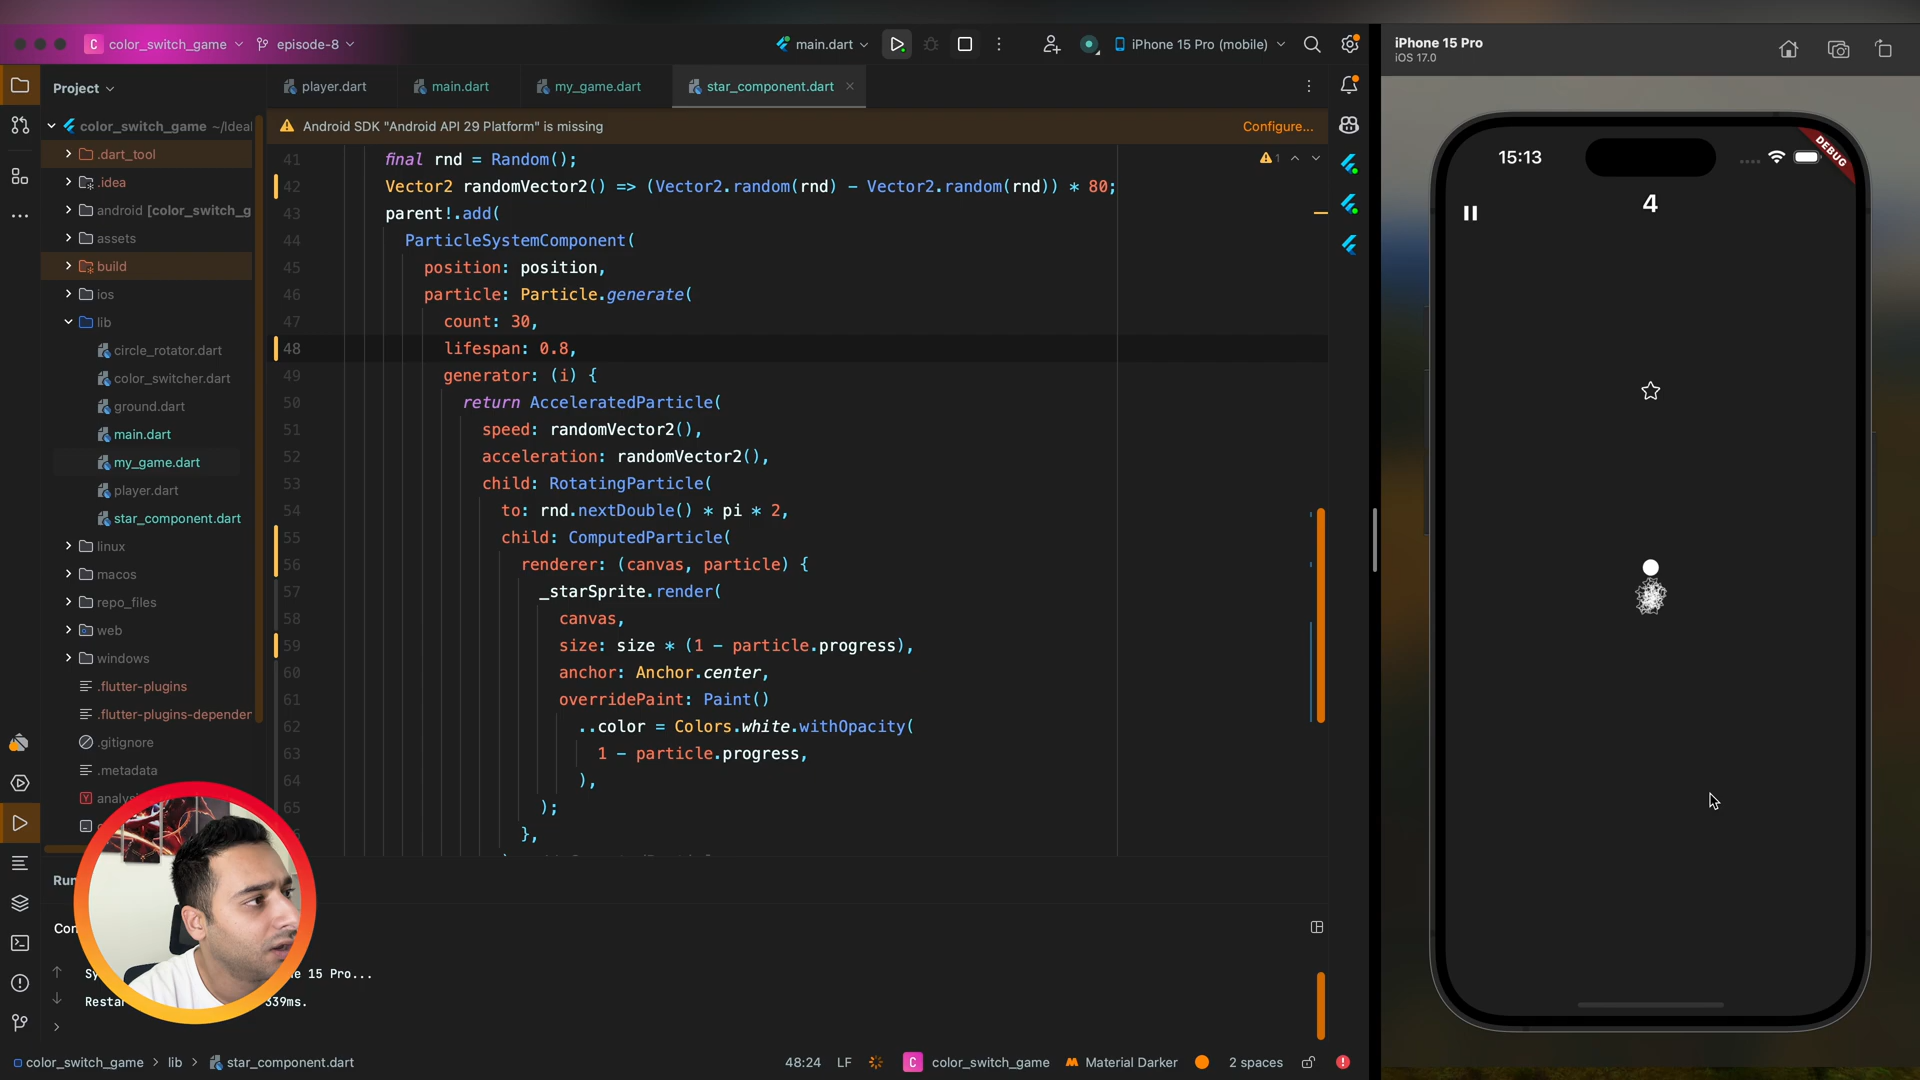 C color_switch_game
episode-8
main.dart
iPhone 15 Pro (mobile)
Project
player.dart
main.dart
my_game.dart
star_component.dart
Android SDK "Android API 29 Platform" is missing
Configure...
color_switch_game ~/Ideal
.dart_tool
.idea
android [color_switch_g
assets
build
ios
lib
circle_rotator.dart
color_switcher.dart
ground.dart
main.dart
my_game.dart
player.dart
star_component.dart
linux
macos
repo_files
web
windows
.flutter-plugins
.flutter-plugins-depender
.gitignore
.metadata
analys
41 final rnd = Random();
42 Vector2 randomVector2() => (Vector2.random(rnd) - Vector2.random(rnd)) * 80;
43 parent!.add(
44 ParticleSystemComponent(
45 position: position,
46 particle: Particle.generate(
47 count: 30,
48 lifespan: 0.8,
49 generator: (i) {
50 return AcceleratedParticle(
51 speed: randomVector2(),
52 acceleration: randomVector2(),
53 child: RotatingParticle(
54 to: rnd.nextDouble() * pi * 2,
55 child: ComputedParticle(
56 renderer: (canvas, particle) {
57 _starSprite.render(
58 canvas,
59 size: size * (1 - particle.progress),
60 anchor: Anchor.center,
61 overridePaint: Paint()
62 ..color = Colors.white.withOpacity(
63 1 - particle.progress,
64 ),
65 );
},
1
Run
Con
Sy e 15 Pro...
Resta 339ms.
color_switch_game > lib > star_component.dart
48:24 LF C color_switch_game Material Darker 2 spaces
iPhone 15 Pro
iOS 17.0
15:13
DEBUG
4